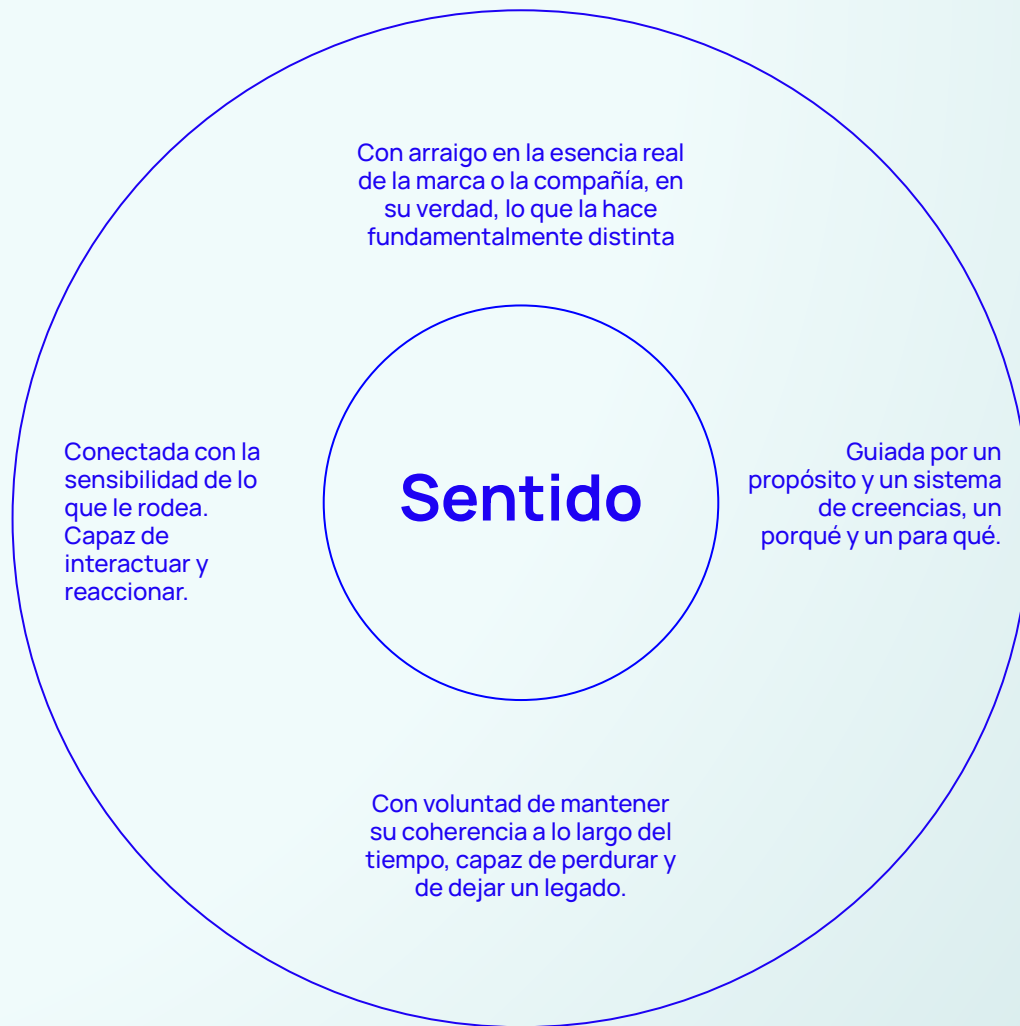 Con arraigo en la esencia real
de la marca o la compañía, en
su verdad, lo que la hace
fundamentalmente distinta
Conectada con la
sensibilidad de lo
que le rodea.
Capaz de
interactuar y
reaccionar.
Sentido
Guiada por un
propósito y un sistema
de creencias, un
porqué y un para qué.
Con voluntad de mantener
su coherencia a lo largo del
tiempo, capaz de perdurar y
de dejar un legado.